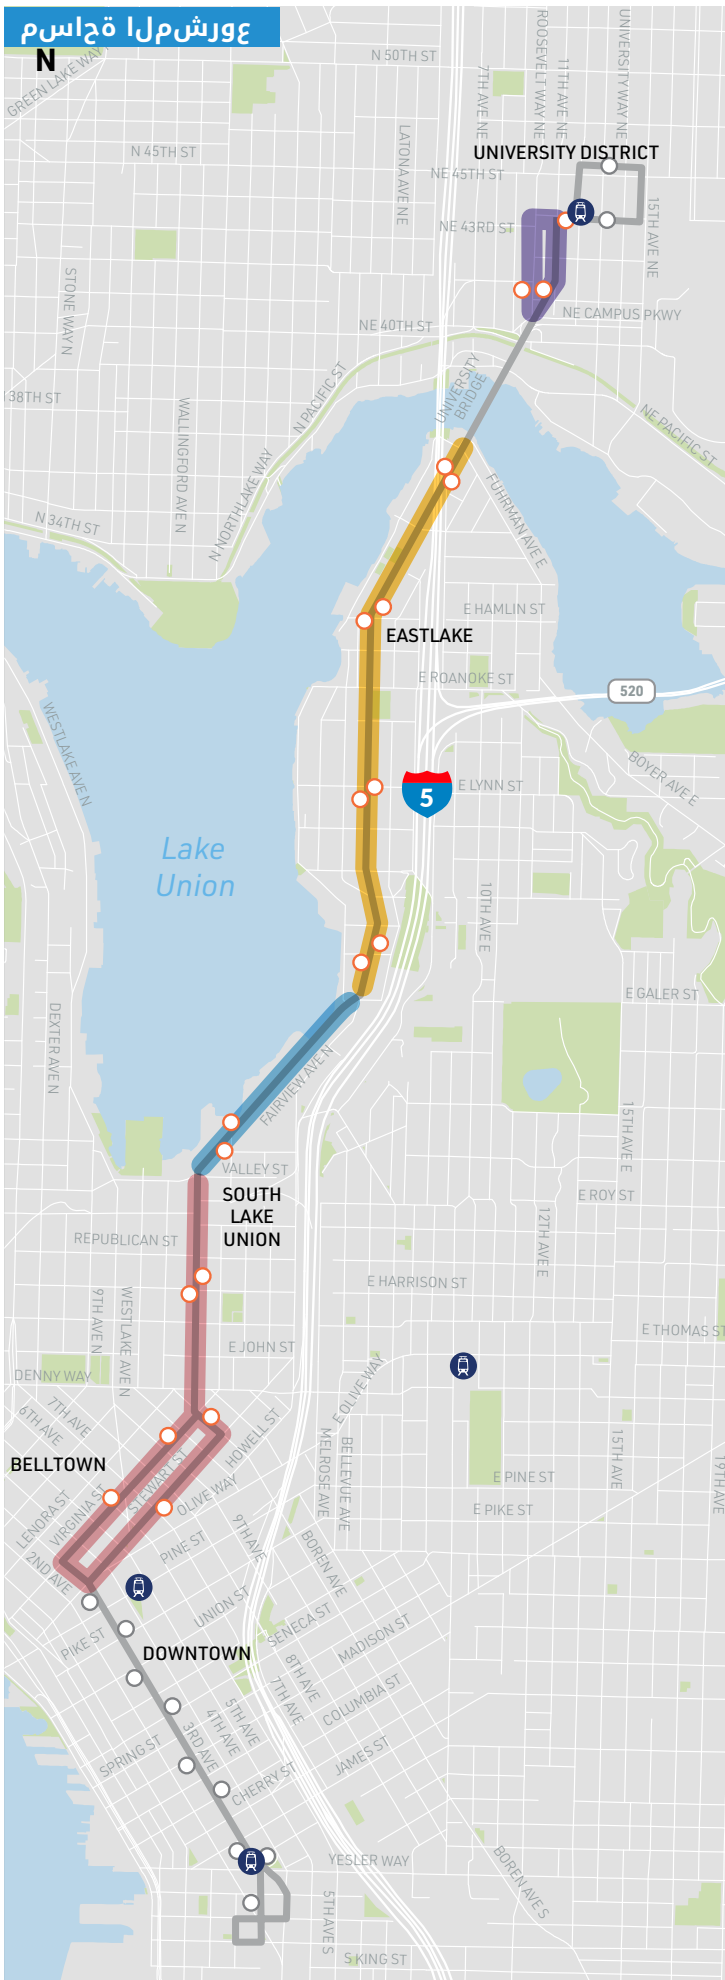 عورشملا ةحاسم
N
GREEN LAKE WAY
N 50TH ST
7TH AVE NE
ROOSEVELT WAY NE
11TH AVE NE
UNIVERSITY WAY NE
N 45TH ST
LATONA AVE NE
UNIVERSITY DISTRICT
NE 45TH ST
15TH AVE NE
NE 43RD ST
STONE WAY N
NE CAMPUS PKWY
NE 40TH ST
N 38TH ST
WALLINGFORD AVE N
N PACIFIC ST
UNIVERSITY
BRIDGE
NE PACIFIC ST
N NORTHLAKE WAY
N 34TH ST
FUHRMAN AVE E
E HAMLIN ST
EASTLAKE
E ROANOKE ST
520
WESTLAKE AVE N
BOYER AVE E
E LYNN ST
5
Lake
Union
10TH AVE E
E GALER ST
DEXTER AVE N
FAIRVIEW AVE N
15TH AVE E
VALLEY ST
SOUTH
LAKE
UNION
E ROY ST
12TH AVE E
REPUBLICAN ST
E HARRISON ST
9TH AVE N
WESTLAKE AVE N
E JOHN ST
E THOMAS ST
DENNY WAY
E OLIVE WAY
7TH AVE
6TH AVE
HOWELL ST
MELROSE AVE
BELLEVUE AVE
15TH AVE
19TH AVE
BELLTOWN
STEWART ST
OLIVE WAY
E PINE ST
LENORA ST
VIRGINIA ST
E PIKE ST
2ND AVE
PINE ST
9TH AVE
BOREN AVE
UNION ST
SENECA ST
PIKE ST
MADISON ST
DOWNTOWN
8TH AVE
7TH AVE
COLUMBIA ST
5TH AVE
4TH AVE
3RD AVE
SPRING ST
JAMES ST
CHERRY ST
YESLER WAY
BOREN AVE S
5TH AVE S
S KING ST